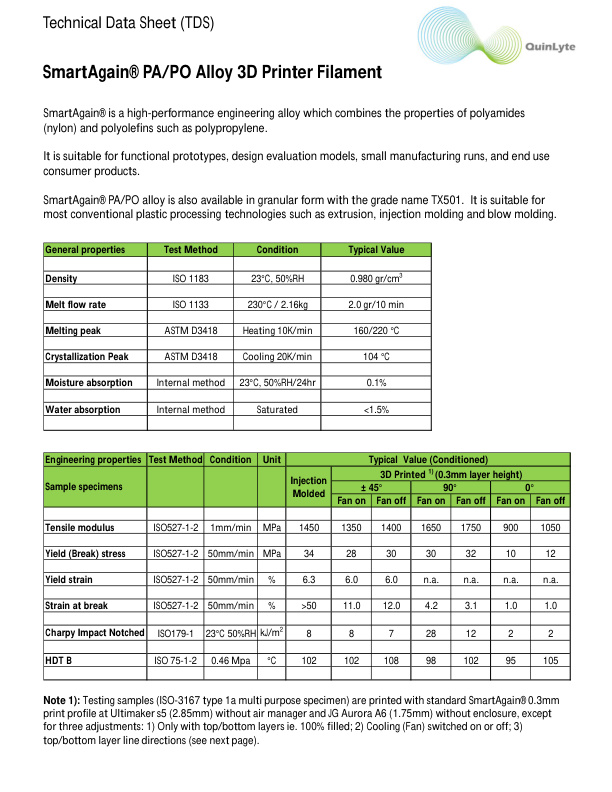 Technical Data Sheet (TDS)
QuinLyte
SmartAgain® PA/PO Alloy 3D Printer Filament
SmartAgain® is a high-performance engineering alloy which combines the properties of polyamides
(nylon) and polyolefins such as polypropylene.
It is suitable for functional prototypes, design evaluation models, small manufacturing runs, and end use
consumer products.
SmartAgain® PA/PO alloy is also available in granular form with the grade name TX501. It is suitable for
most conventional plastic processing technologies such as extrusion, injection molding and blow molding.
General properties Test Method Condition Typical Value
Density ISO 1183 23°C, 50%RH 0.980 gr/cm³
Melt flow rate ISO 1133 230°C / 2.16kg 2.0 gr/10 min
Melting peak ASTM D3418 Heating 10K/min 160/220 °C
Crystallization Peak ASTM D3418 Cooling 20K/min 104 °C
Moisture absorption Internal method 23°C, 50%RH/24hr 0.1%
Water absorption Internal method Saturated <1.5%
Engineering properties Test Method Condition Unit Typical Value (Conditioned)
Sample specimens Injection Molded 3D Printed ¹⁾ (0.3mm layer height)
± 45° 90° 0°
Fan on Fan off Fan on Fan off Fan on Fan off
Tensile modulus ISO527-1-2 1mm/min MPa 1450 1350 1400 1650 1750 900 1050
Yield (Break) stress ISO527-1-2 50mm/min MPa 34 28 30 30 32 10 12
Yield strain ISO527-1-2 50mm/min % 6.3 6.0 6.0 n.a. n.a. n.a. n.a.
Strain at break ISO527-1-2 50mm/min % >50 11.0 12.0 4.2 3.1 1.0 1.0
Charpy Impact Notched ISO179-1 23°C 50%RH kJ/m² 8 8 7 28 12 2 2
HDT B ISO 75-1-2 0.46 Mpa °C 102 102 108 98 102 95 105
Note 1): Testing samples (ISO-3167 type 1a multi purpose specimen) are printed with standard SmartAgain® 0.3mm
print profile at Ultimaker s5 (2.85mm) without air manager and JG Aurora A6 (1.75mm) without enclosure, except
for three adjustments: 1) Only with top/bottom layers ie. 100% filled; 2) Cooling (Fan) switched on or off; 3)
top/bottom layer line directions (see next page).